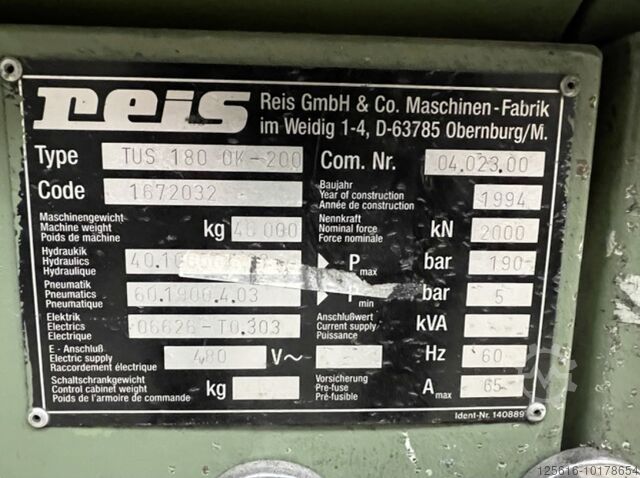 reis
Reis GmbH & Co. Maschinen-Fabrik
im Weidig 1-4, D-63785 Obernburg/M.
Type TUS 180 OK-200 Com. Nr. 04.023.00
Code 1672032
Baujahr
Year of construction 1994
Année de construction
Maschinengewicht
Machine weight kg 40 000
Poids de machine
Nennkraft
Nominal force kN 2000
Force nominale
Hydraukik
Hydraulics
Hydraulique
P max bar 190
Pneumatik
Pneumatics 60.1900.4.03
Pneumatique
P min bar 5
Elektrik
Electrics 06626-T0.303
Electrique
Anschlußwert
Current supply kVA
Puissance
E - Anschluß
Electric supply 480 V~
Raccordement électrique
Hz 60
Schaltschrankgewicht
Control cabinet weight kg
Poids de l'armoire de commande
Versicherung
Pre-fuse A max 65
Pré-fusible
Ident-Nr. 140889
125616-10178654